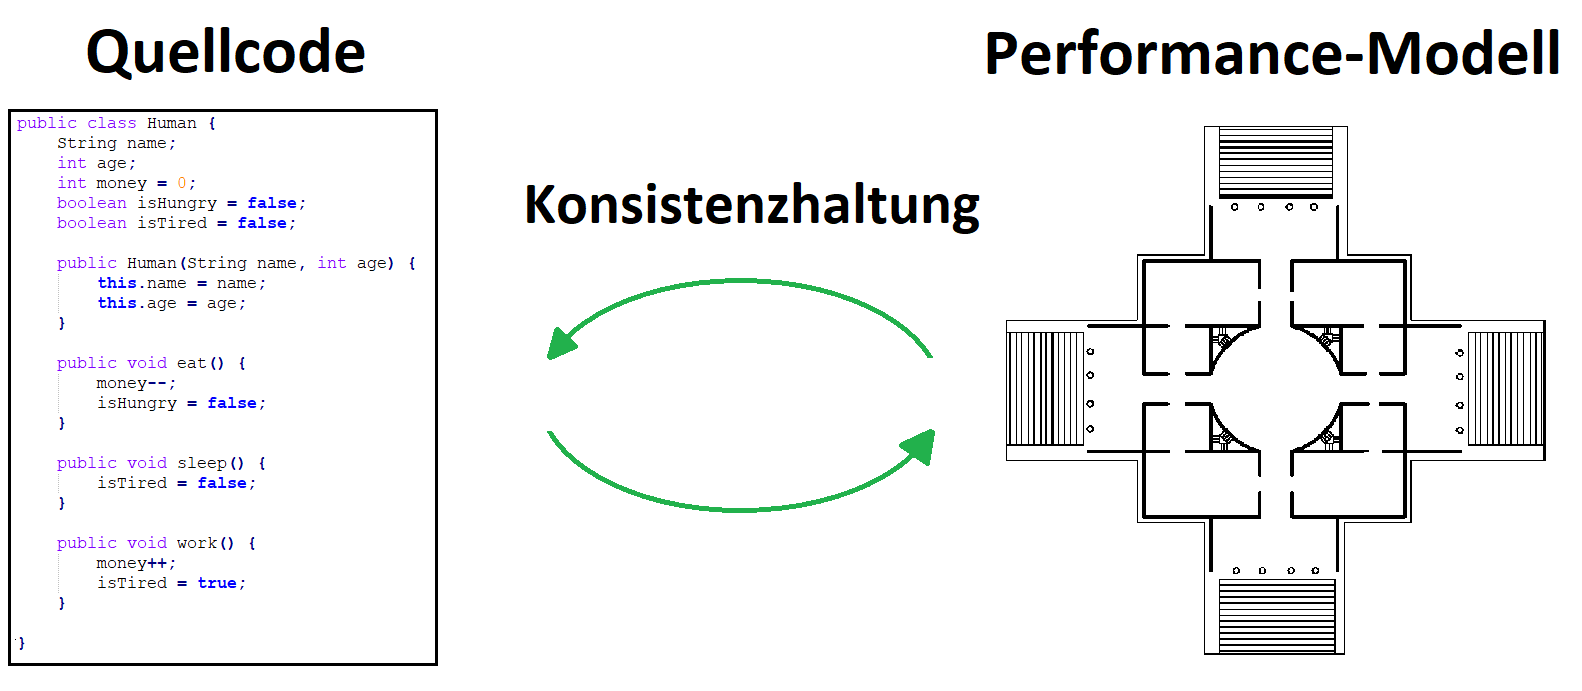 Quellcode
public class Human {
    String name;
    int age;
    int money = 0;
    boolean isHungry = false;
    boolean isTired = false;

    public Human(String name, int age) {
        this.name = name;
        this.age = age;
    }

    public void eat() {
        money--;
        isHungry = false;
    }

    public void sleep() {
        isTired = false;
    }

    public void work() {
        money++;
        isTired = true;
    }

}
Konsistenzhaltung
Performance-Modell